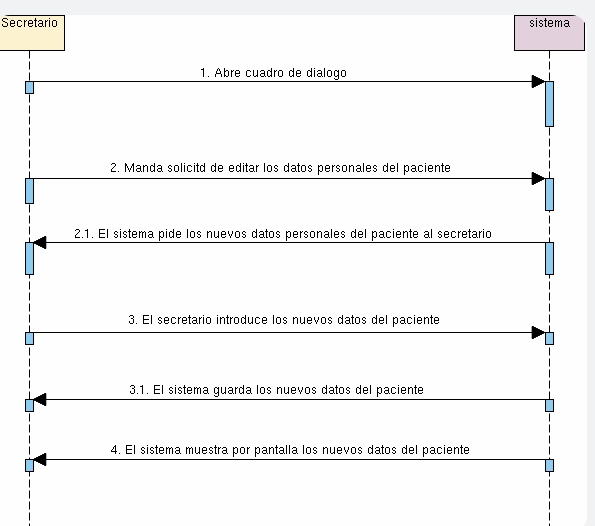 Secretario
sistema
1. Abre cuadro de dialogo
2. Manda solicitd de editar los datos personales del paciente
2.1. El sistema pide los nuevos datos personales del paciente al secretario
3. El secretario introduce los nuevos datos del paciente
3.1. El sistema guarda los nuevos datos del paciente
4. El sistema muestra por pantalla los nuevos datos del paciente